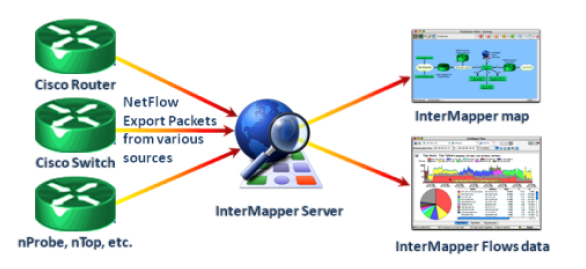 Cisco Router
NetFlow
Export Packets
from various
sources
Cisco Switch
nProbe, nTop, etc.
InterMapper Server
InterMapper map
InterMapper Flows data